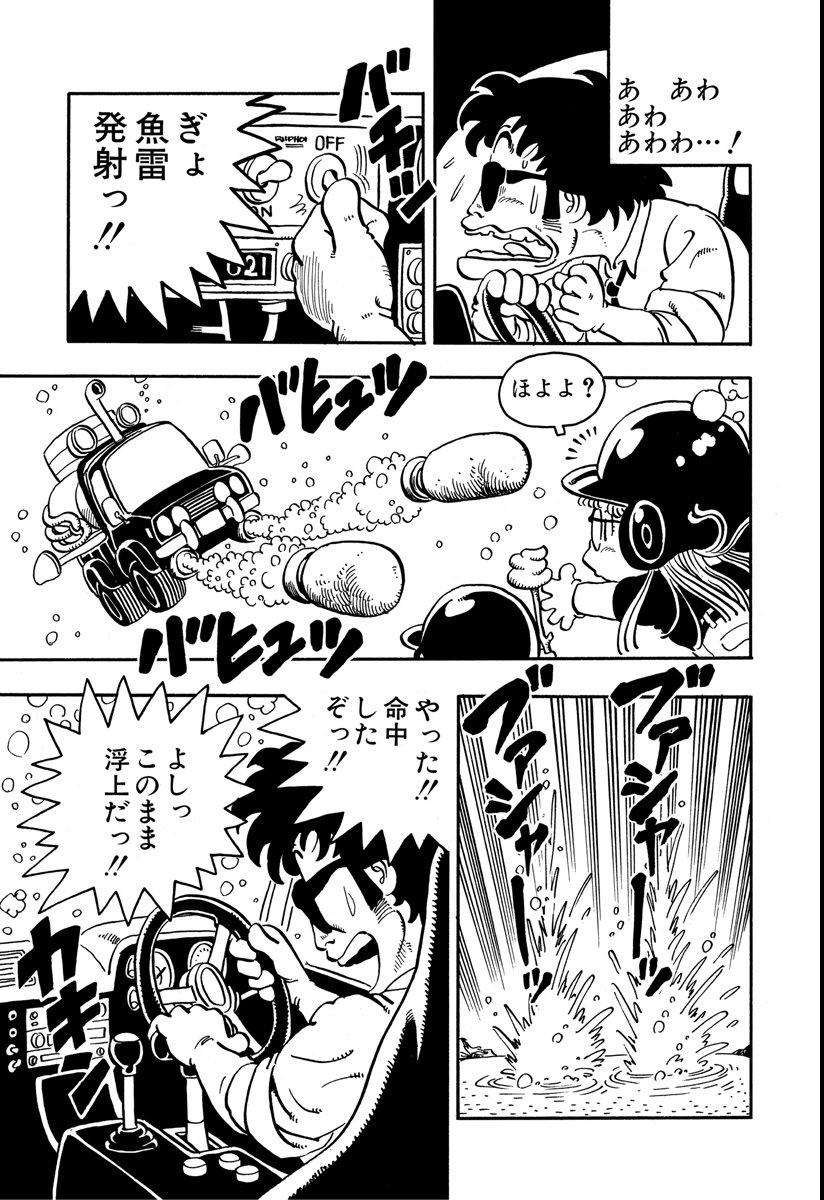 あ　あわ
あわ
あわわ…！
バチッ
ぎょ
魚雷
発射っ!!
OFF
621
バヒュッ
ほよよ？
バヒュッ
ブァシャーッ
ブァシャーッ
やった!!
命中
した
ぞっ!!
よしっ
このまま
浮上だっ!!
ガキン